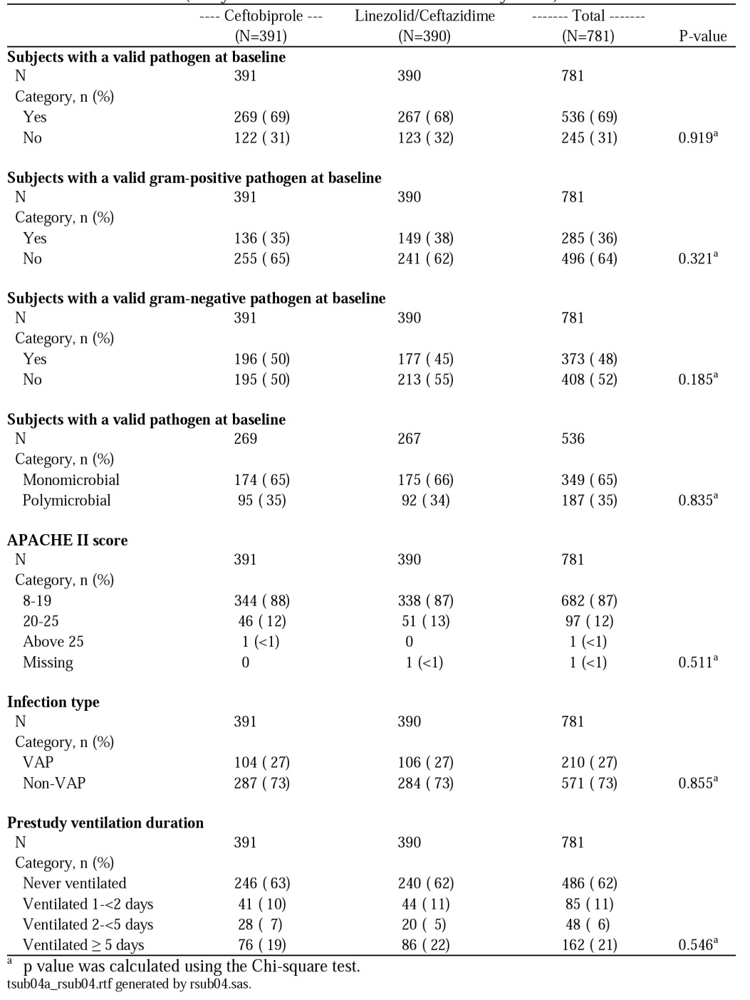 ---- Ceftobiprole --- Linezolid/Ceftazidime ------- Total -------
(N=391) (N=390) (N=781) P-value
Subjects with a valid pathogen at baseline
N 391 390 781
Category, n (%)
Yes 269 ( 69) 267 ( 68) 536 ( 69)
No 122 ( 31) 123 ( 32) 245 ( 31) 0.919a
Subjects with a valid gram-positive pathogen at baseline
N 391 390 781
Category, n (%)
Yes 136 ( 35) 149 ( 38) 285 ( 36)
No 255 ( 65) 241 ( 62) 496 ( 64) 0.321a
Subjects with a valid gram-negative pathogen at baseline
N 391 390 781
Category, n (%)
Yes 196 ( 50) 177 ( 45) 373 ( 48)
No 195 ( 50) 213 ( 55) 408 ( 52) 0.185a
Subjects with a valid pathogen at baseline
N 269 267 536
Category, n (%)
Monomicrobial 174 ( 65) 175 ( 66) 349 ( 65)
Polymicrobial 95 ( 35) 92 ( 34) 187 ( 35) 0.835a
APACHE II score
N 391 390 781
Category, n (%)
8-19 344 ( 88) 338 ( 87) 682 ( 87)
20-25 46 ( 12) 51 ( 13) 97 ( 12)
Above 25 1 (<1) 0 1 (<1)
Missing 0 1 (<1) 1 (<1) 0.511a
Infection type
N 391 390 781
Category, n (%)
VAP 104 ( 27) 106 ( 27) 210 ( 27)
Non-VAP 287 ( 73) 284 ( 73) 571 ( 73) 0.855a
Prestudy ventilation duration
N 391 390 781
Category, n (%)
Never ventilated 246 ( 63) 240 ( 62) 486 ( 62)
Ventilated 1-<2 days 41 ( 10) 44 ( 11) 85 ( 11)
Ventilated 2-<5 days 28 ( 7) 20 ( 5) 48 ( 6)
Ventilated ≥ 5 days 76 ( 19) 86 ( 22) 162 ( 21) 0.546a
a p value was calculated using the Chi-square test.
tsub04a_rsub04.rtf generated by rsub04.sas.